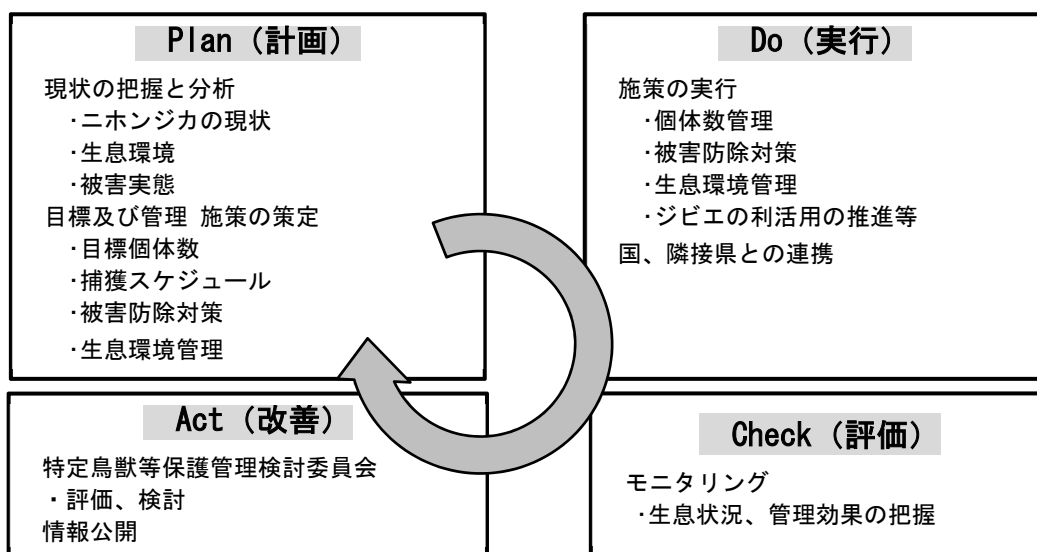 Plan（計画）
現状の把握と分析
・ニホンジカの現状
・生息環境
・被害実態
目標及び管理 施策の策定
・目標個体数
・捕獲スケジュール
・被害防除対策
・生息環境管理
Do（実行）
施策の実行
・個体数管理
・被害防除対策
・生息環境管理
・ジビエの利活用の推進等
国、隣接県との連携
Act（改善）
特定鳥獣等保護管理検討委員会
・評価、検討
情報公開
Check（評価）
モニタリング
・生息状況、管理効果の把握